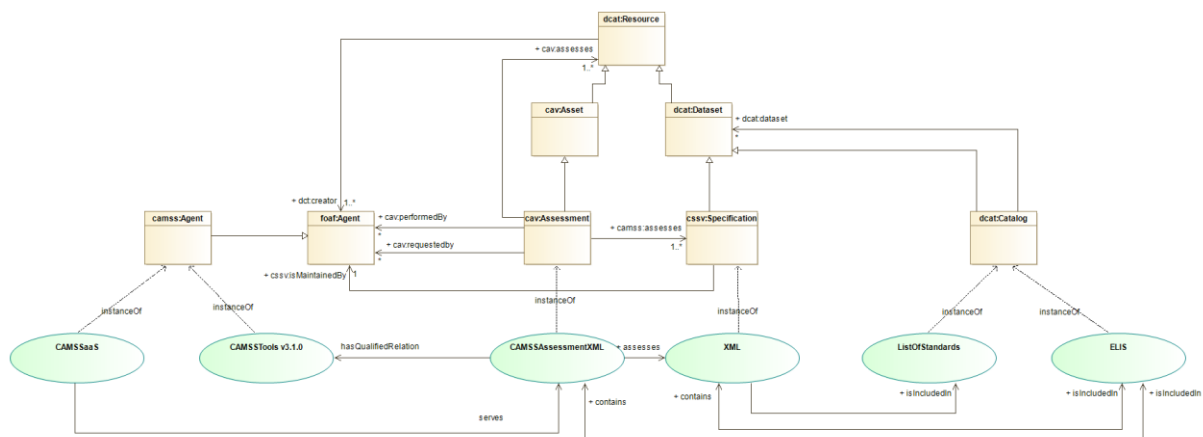 dcat:Resource
+ cav:assesses
1..*
cav:Asset
dcat:Dataset
+ dcat:dataset
*
+ dct:creator
1..*
camss:Agent
foaf:Agent
+ cav:performedBy
*
cav:Assessment
cssv:Specification
dcat:Catalog
+ camss:assesses
1..*
+ cav:requestedby
*
+ cssv:isMaintainedBy
1
instanceOf
instanceOf
instanceOf
instanceOf
instanceOf
instanceOf
CAMSSaaS
CAMSSTools v3.1.0
hasQualifiedRelation
CAMSSAssessmentXML
+ assesses
XML
ListOfStandards
ELIS
+ contains
+ contains
+ isIncludedIn
+ isIncludedIn
+ isIncludedIn
serves